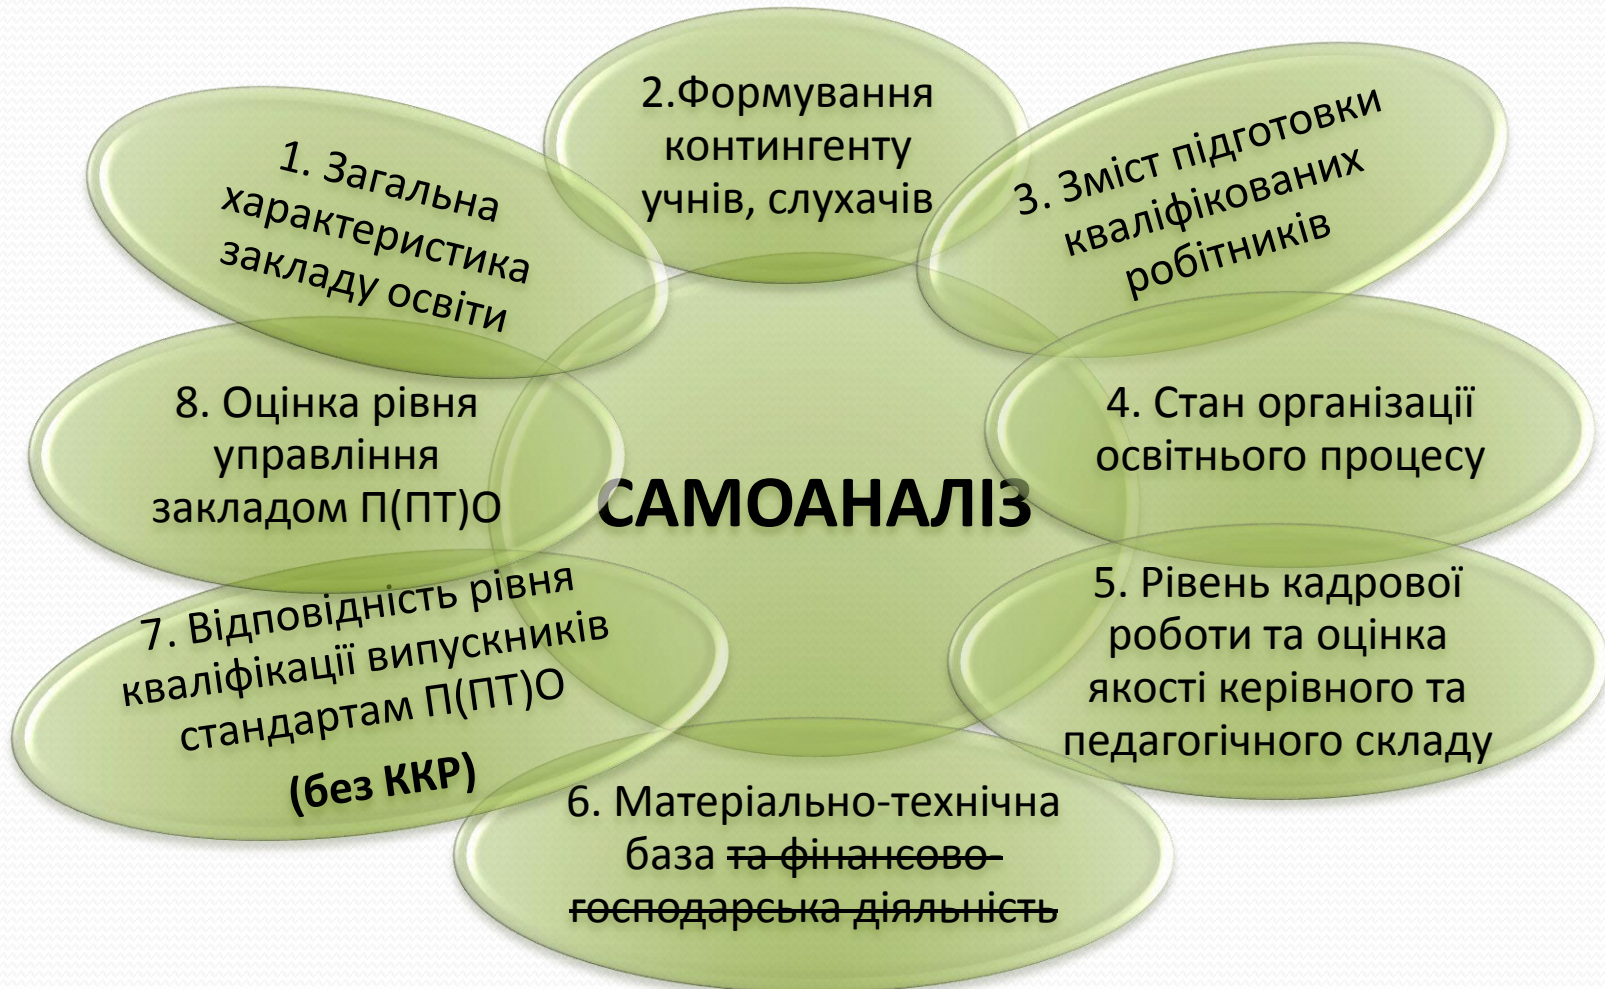 1. Загальна
характеристика
закладу освіти
2.Формування
контингенту
учнів, слухачів
3. Зміст підготовки
кваліфікованих
робітників
4. Стан організації
освітнього процесу
5. Рівень кадрової
роботи та оцінка
якості керівного та
педагогічного складу
6. Матеріально-технічна
база та фінансово-
господарська діяльність
7. Відповідність рівня
кваліфікації випускників
стандартам П(ПТ)О
(без ККР)
8. Оцінка рівня
управління
закладом П(ПТ)О
САМОАНАЛІЗ